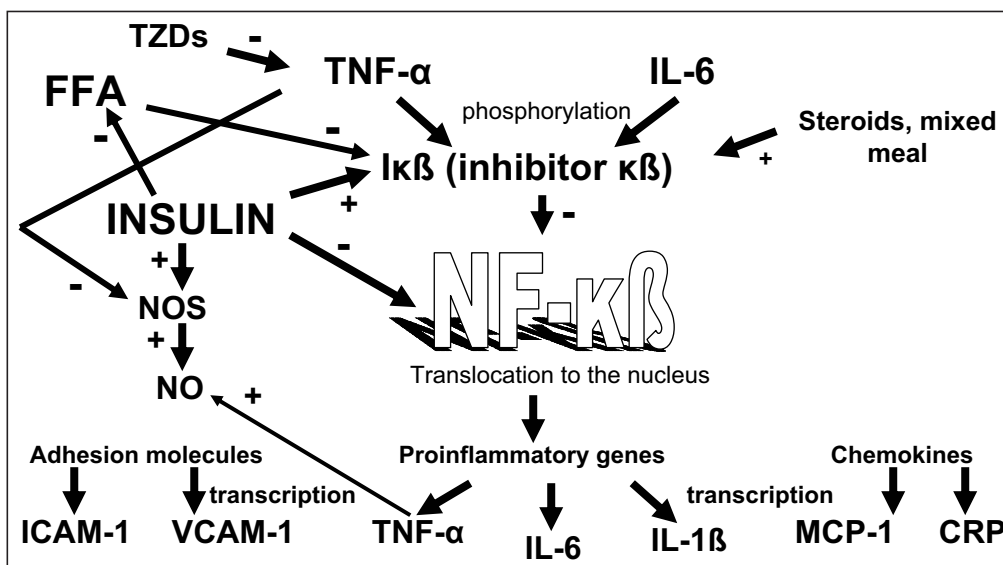 TZDs
-
TNF-α
IL-6
FFA
phosphorylation
-
Steroids, mixed
meal
-
+
Iκß (inhibitor κß)
+
-
INSULIN
-
+
-
NF-κß
NOS
+
Translocation to the nucleus
NO
+
Adhesion molecules
Proinflammatory genes
Chemokines
transcription
transcription
ICAM-1
VCAM-1
TNF-α
IL-6
IL-1ß
MCP-1
CRP